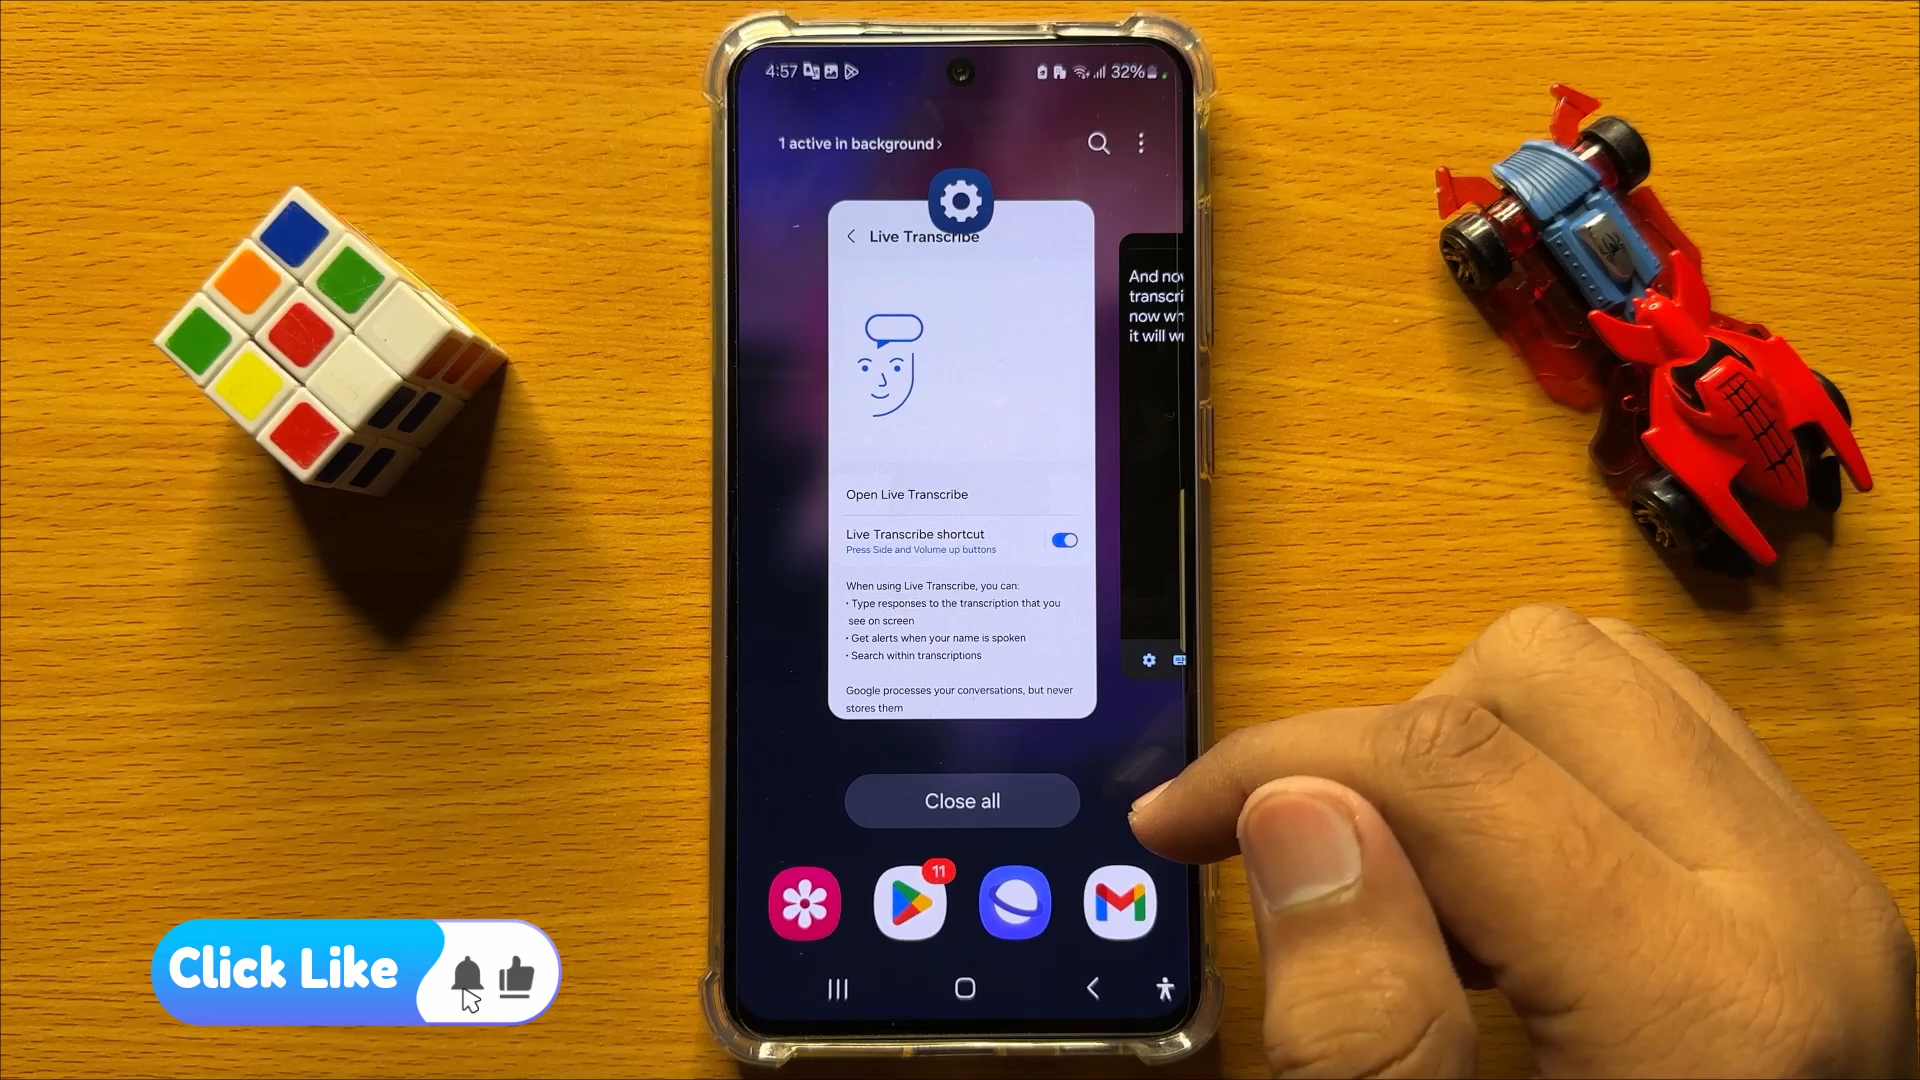 4:57
32%
1 active in background ›
Live Transcribe
Open Live Transcribe
Live Transcribe shortcut
Press Side and Volume up buttons
When using Live Transcribe, you can:
• Type responses to the transcription that you
see on screen
• Get alerts when your name is spoken
• Search within transcriptions
Google processes your conversations, but never
stores them
And
it will
Close all
11
Click Like